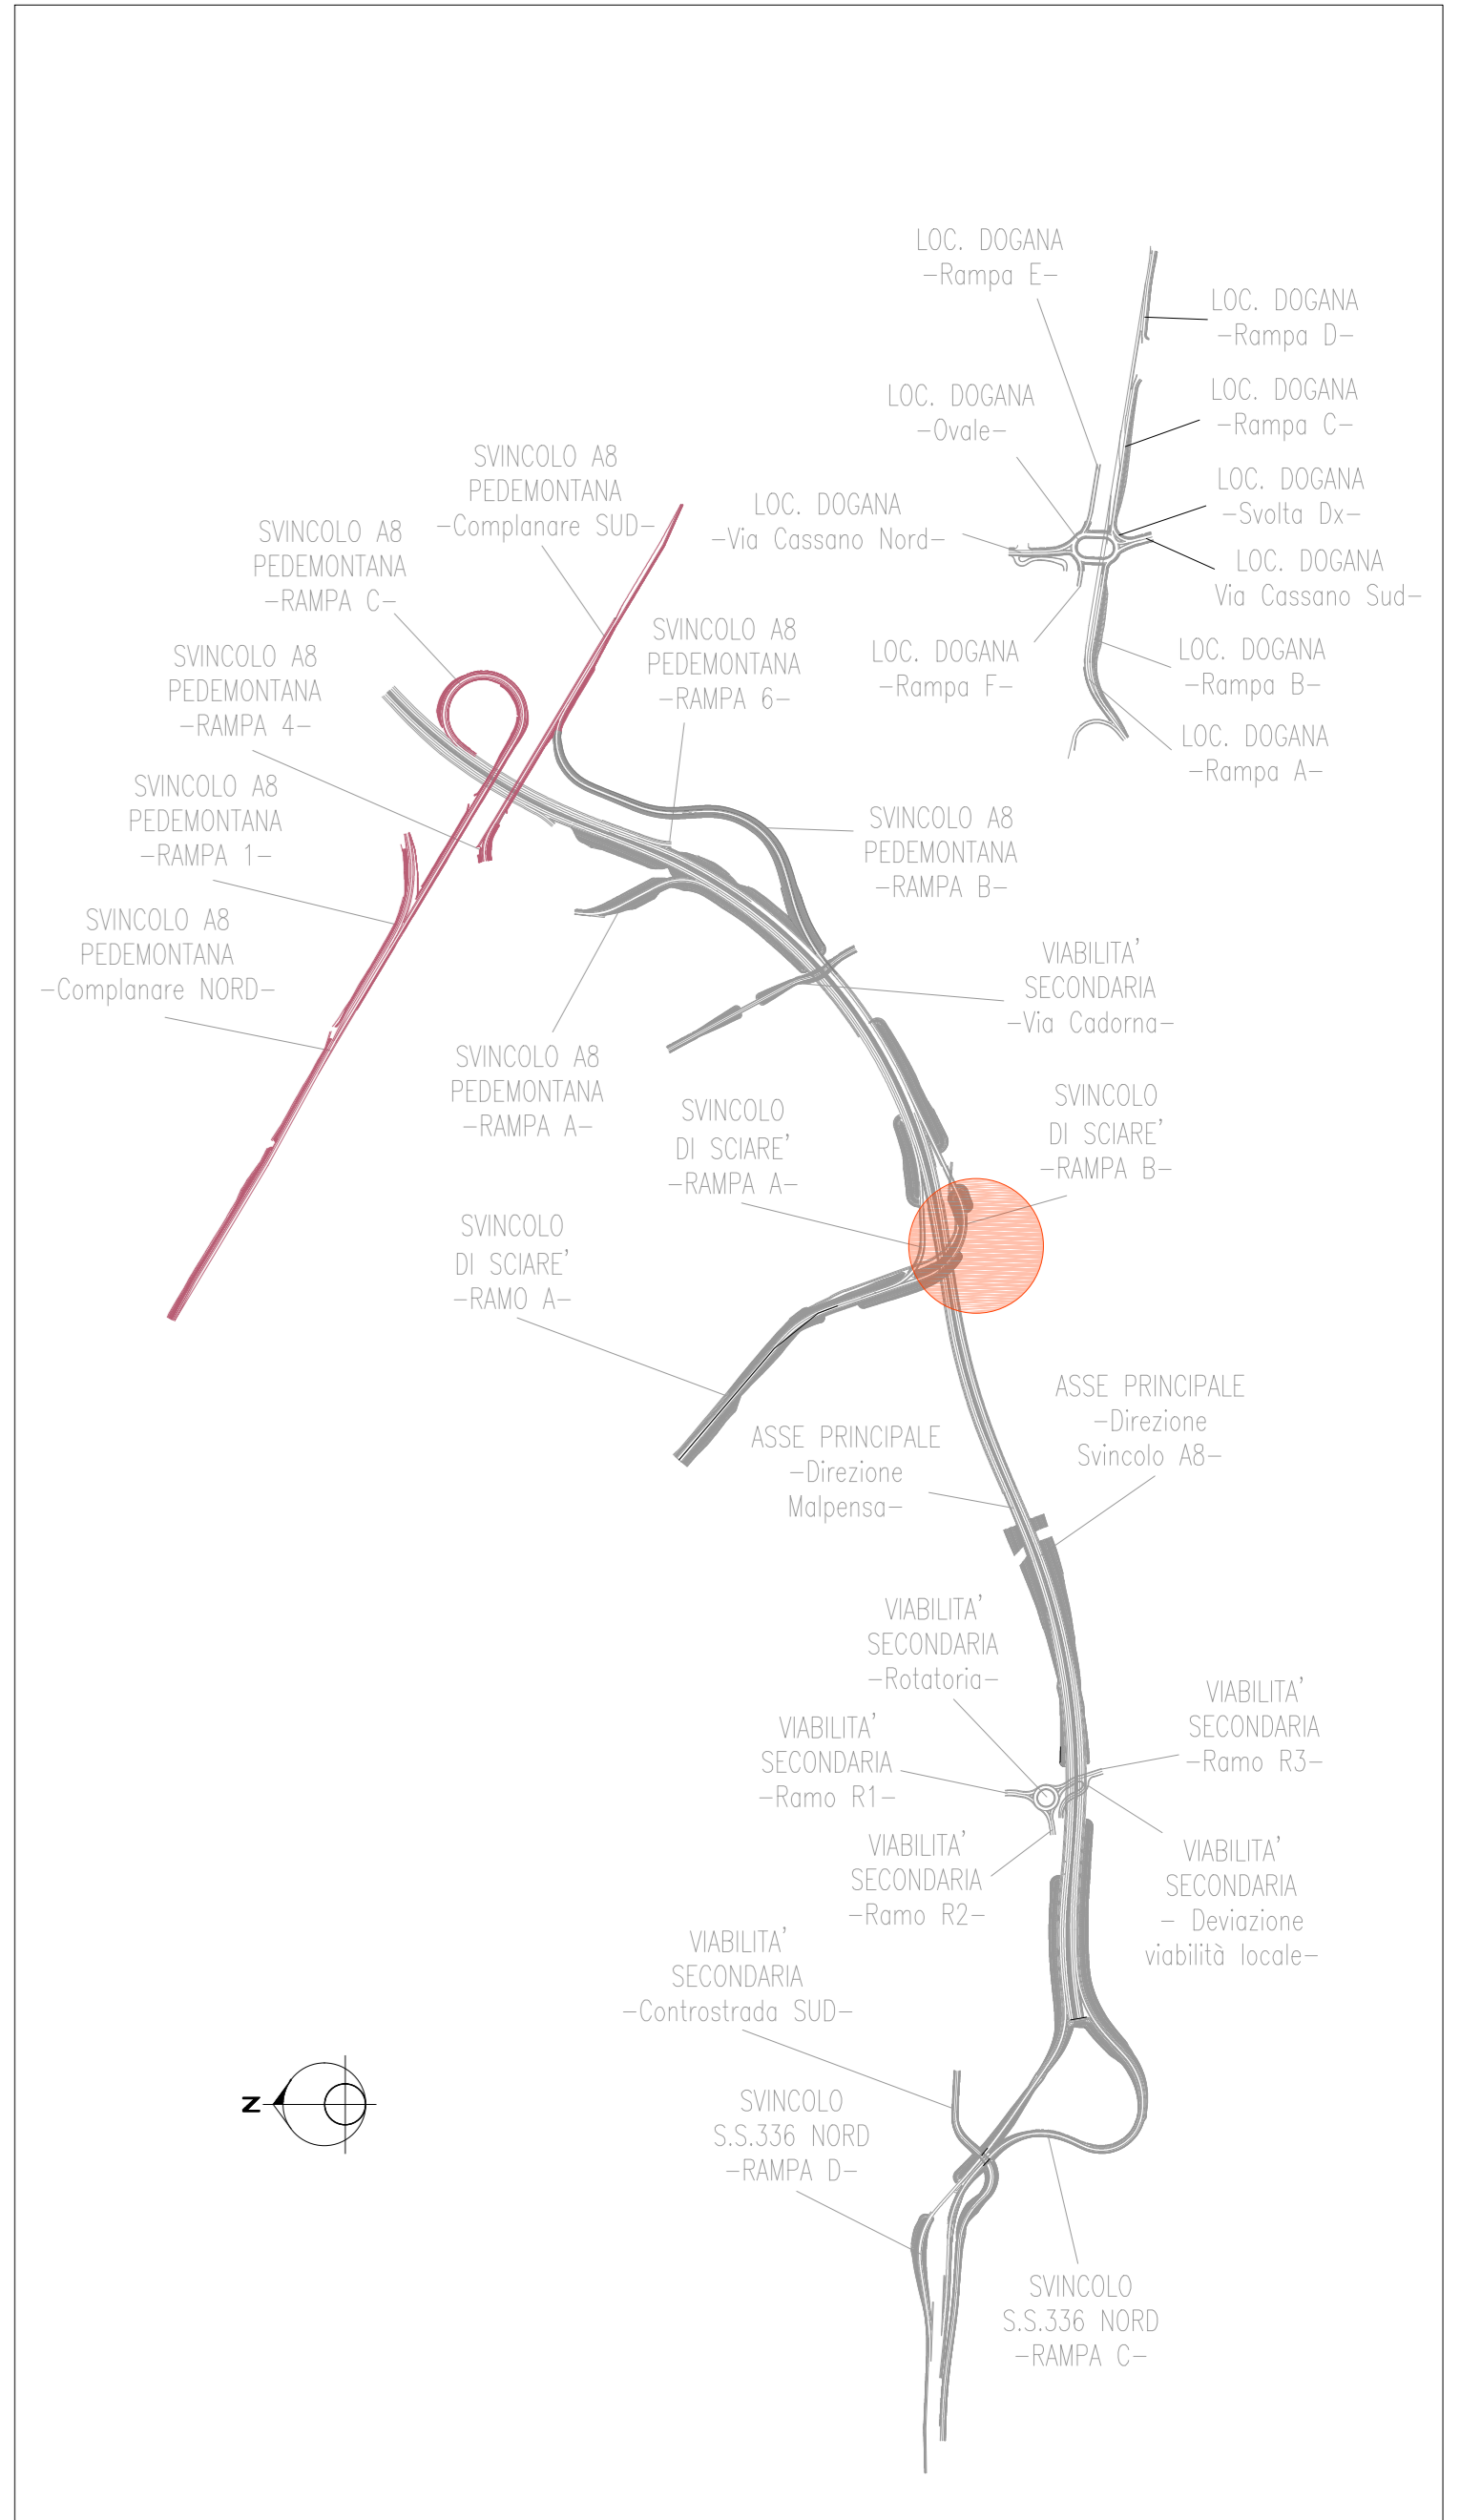 LOC. DOGANA
-Rampa E-
LOC. DOGANA
-Rampa D-
LOC. DOGANA
-Ovale-
LOC. DOGANA
-Rampa C-
SVINCOLO A8
PEDEMONTANA
-Complanare SUD-
LOC. DOGANA
-Via Cassano Nord-
LOC. DOGANA
-Svolta Dx-
SVINCOLO A8
PEDEMONTANA
-RAMPA C-
LOC. DOGANA
Via Cassano Sud-
SVINCOLO A8
PEDEMONTANA
-RAMPA 4-
SVINCOLO A8
PEDEMONTANA
-RAMPA 6-
LOC. DOGANA
-Rampa F-
LOC. DOGANA
-Rampa B-
LOC. DOGANA
-Rampa A-
SVINCOLO A8
PEDEMONTANA
-RAMPA 1-
SVINCOLO A8
PEDEMONTANA
-RAMPA B-
SVINCOLO A8
PEDEMONTANA
-Complanare NORD-
VIABILITA'
SECONDARIA
-Via Cadorna-
SVINCOLO A8
PEDEMONTANA
-RAMPA A-
SVINCOLO
DI SCIARE'
-RAMPA A-
SVINCOLO
DI SCIARE'
-RAMPA B-
SVINCOLO
DI SCIARE'
-RAMO A-
ASSE PRINCIPALE
-Direzione
Svincolo A8-
ASSE PRINCIPALE
-Direzione
Malpensa-
VIABILITA'
SECONDARIA
-Rotatoria-
VIABILITA'
SECONDARIA
-Ramo R3-
VIABILITA'
SECONDARIA
-Ramo R1-
VIABILITA'
SECONDARIA
-Ramo R2-
VIABILITA'
SECONDARIA
- Deviazione
viabilità locale-
VIABILITA'
SECONDARIA
-Controstrada SUD-
N
SVINCOLO
S.S.336 NORD
-RAMPA D-
SVINCOLO
S.S.336 NORD
-RAMPA C-